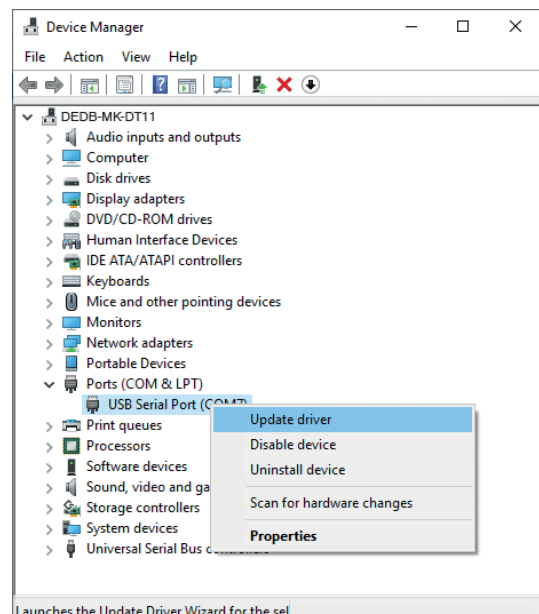 Device Manager
File Action View Help
DEDB-MK-DT11
Audio inputs and outputs
Computer
Disk drives
Display adapters
DVD/CD-ROM drives
Human Interface Devices
IDE ATA/ATAPI controllers
Keyboards
Mice and other pointing devices
Monitors
Network adapters
Portable Devices
Ports (COM & LPT)
USB Serial Port (COM7)
Update driver
Print queues
Disable device
Processors
Software devices
Uninstall device
Sound, video and ga
Storage controllers
Scan for hardware changes
System devices
Properties
Universal Serial Bus controllers
Launches the Update Driver Wizard for the sel